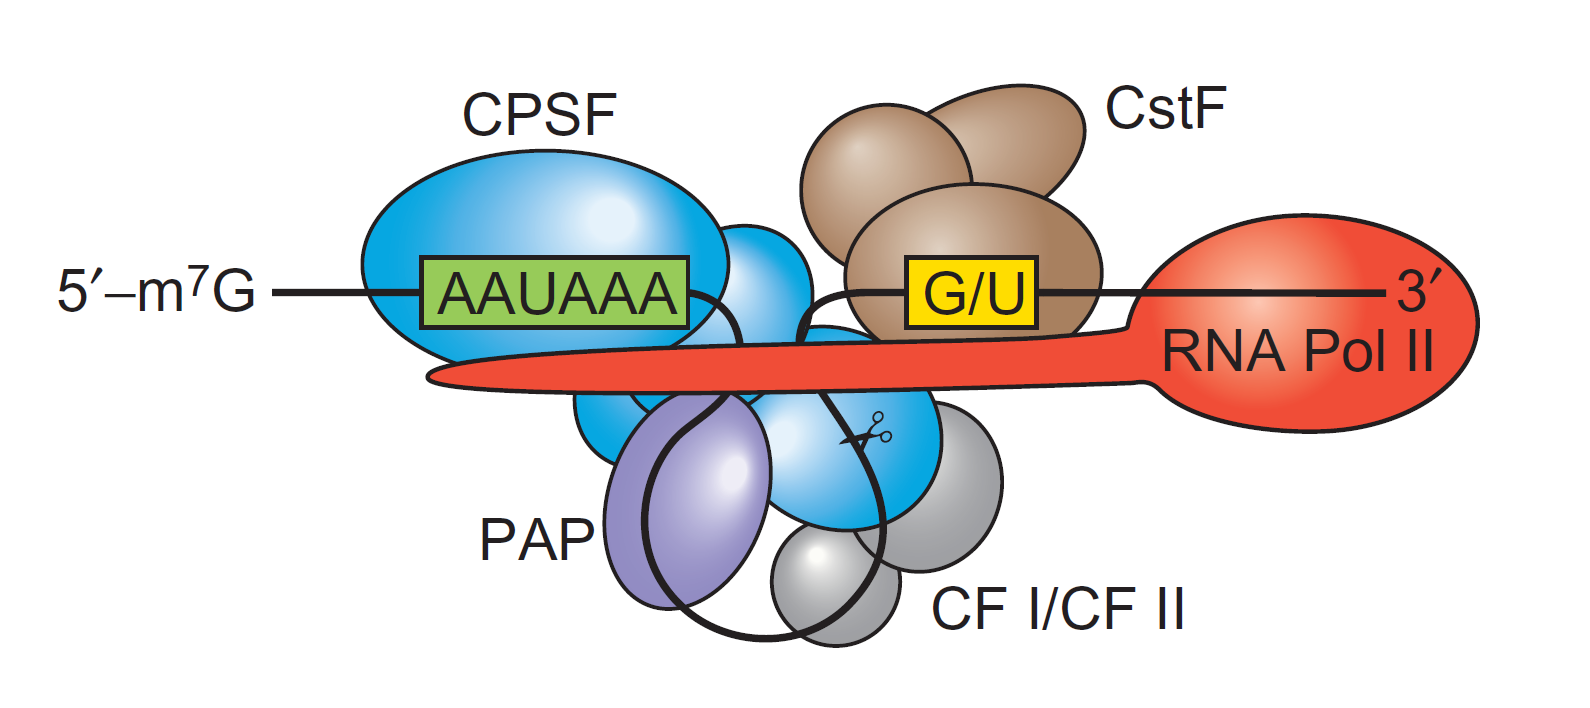 CPSF
CstF
5′–m⁷G
AAUAAA
G/U
3′
RNA Pol II
PAP
CF I/CF II